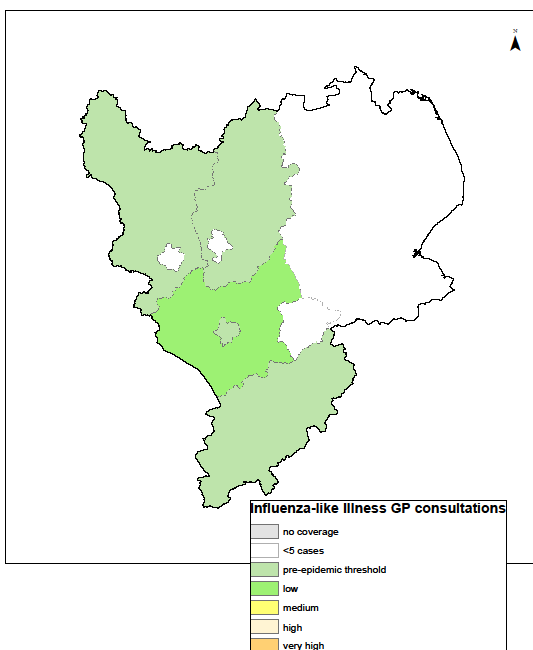 N
Influenza-like Illness GP consultations
no coverage
<5 cases
pre-epidemic threshold
low
medium
high
very high